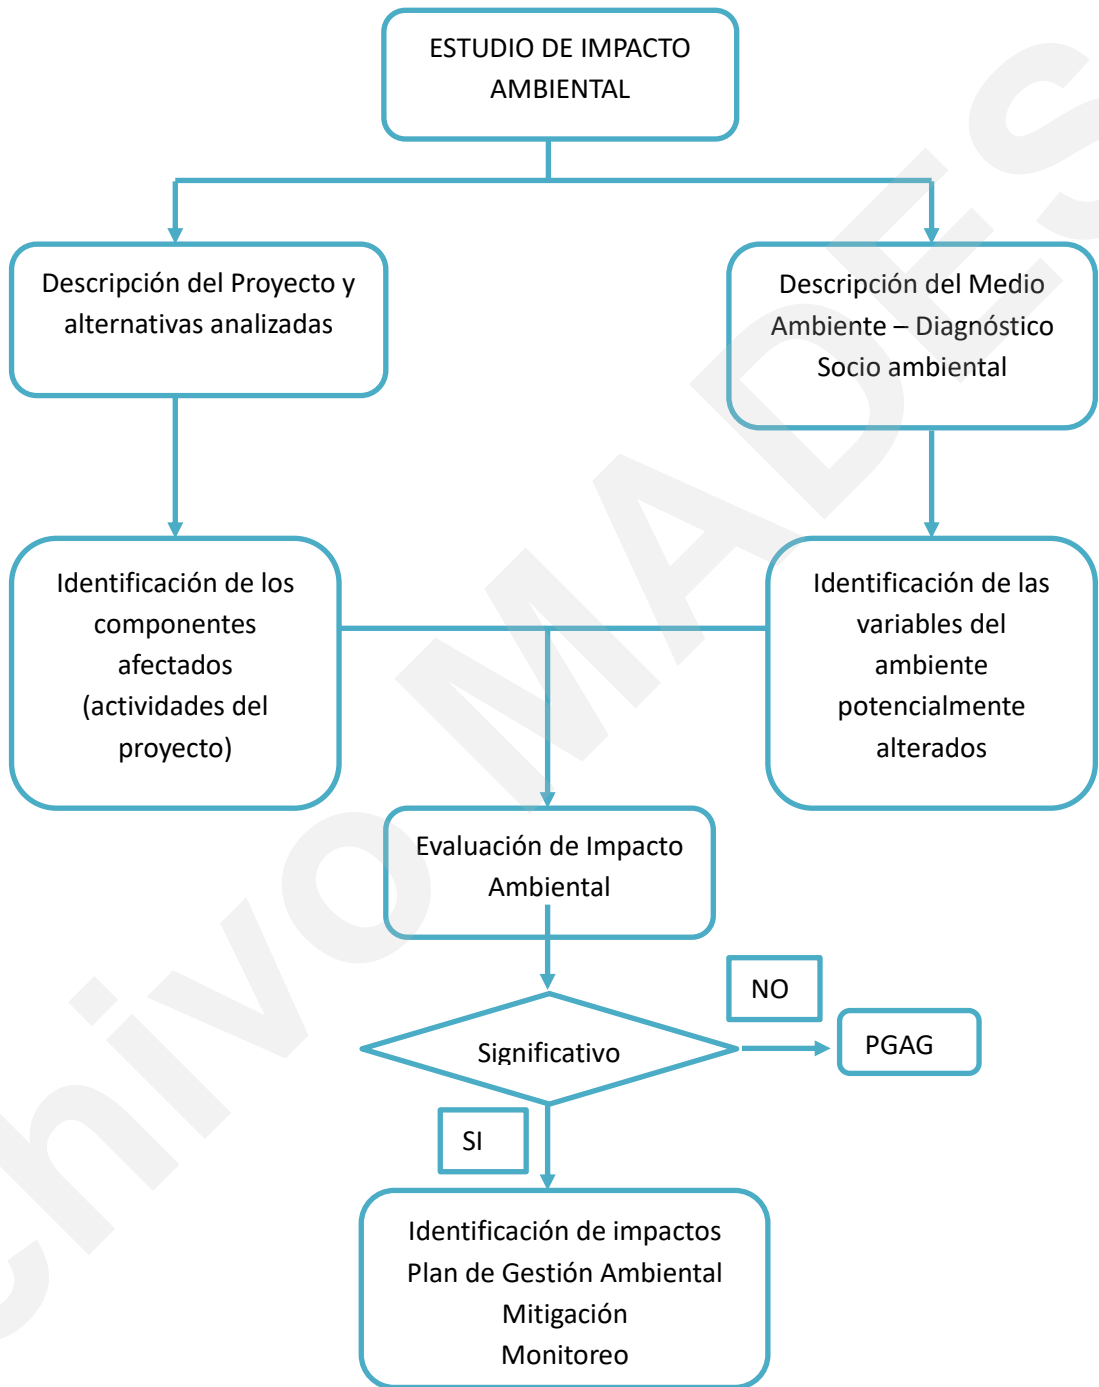 ESTUDIO DE IMPACTO
AMBIENTAL
Descripción del Proyecto y
alternativas analizadas
Descripción del Medio
Ambiente – Diagnóstico
Socio ambiental
Identificación de los
componentes
afectados
(actividades del
proyecto)
Identificación de las
variables del
ambiente
potencialmente
alterados
Evaluación de Impacto
Ambiental
NO
Significativo
PGAG
SI
Identificación de impactos
Plan de Gestión Ambiental
Mitigación
Monitoreo
chivo MADES